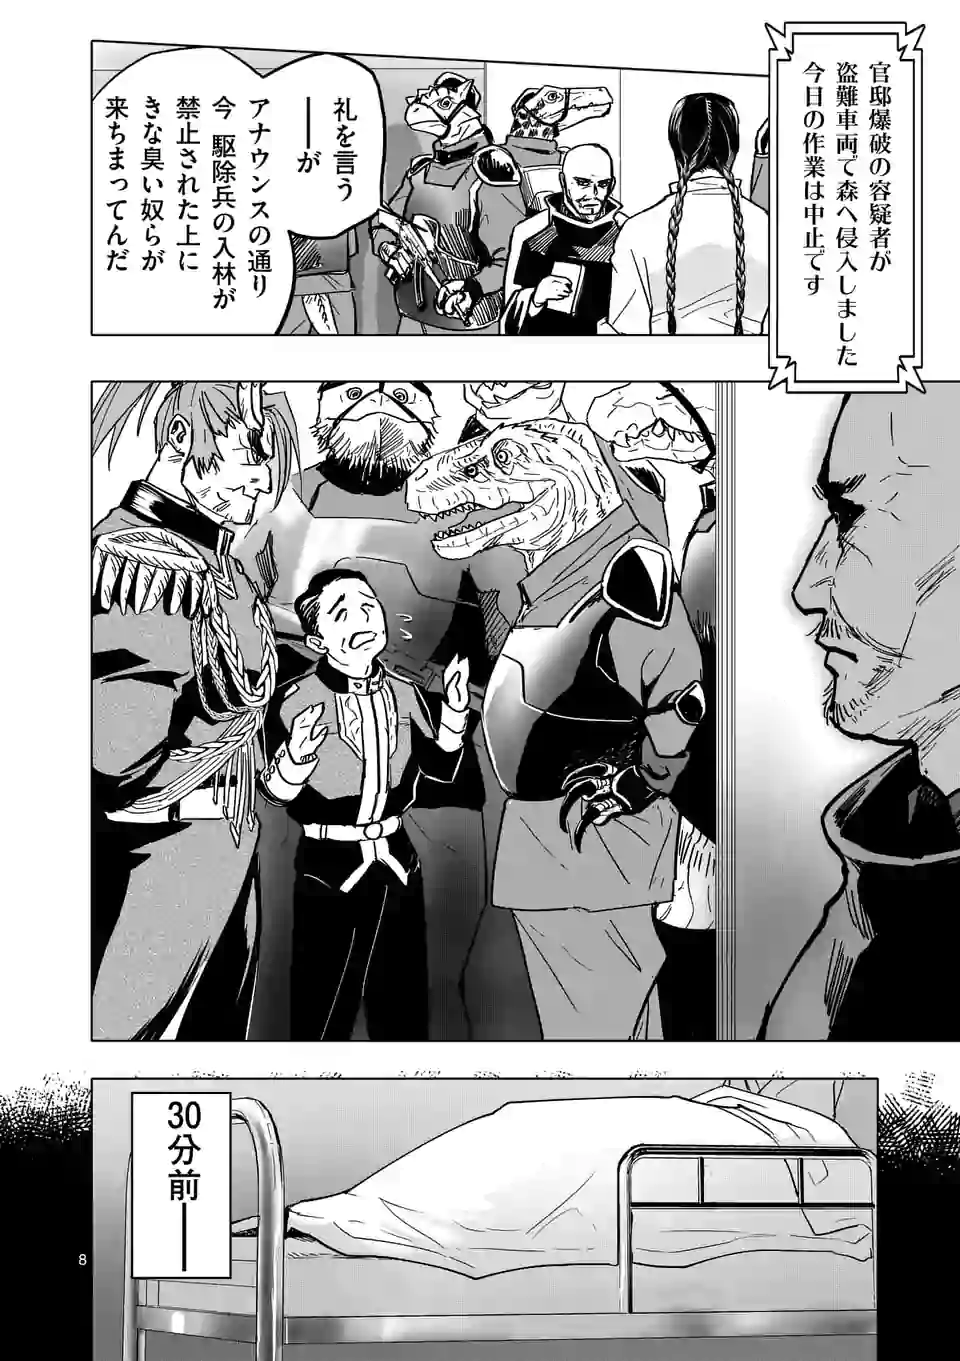 官邸爆破の容疑者が
盗難車両で森へ侵入しました
今日の作業は中止です
礼を言う
――が
アナウンスの通り
今 駆除兵の入林が
禁止された上に
きな臭い奴らが
来ちまってんだ
30分前――
8